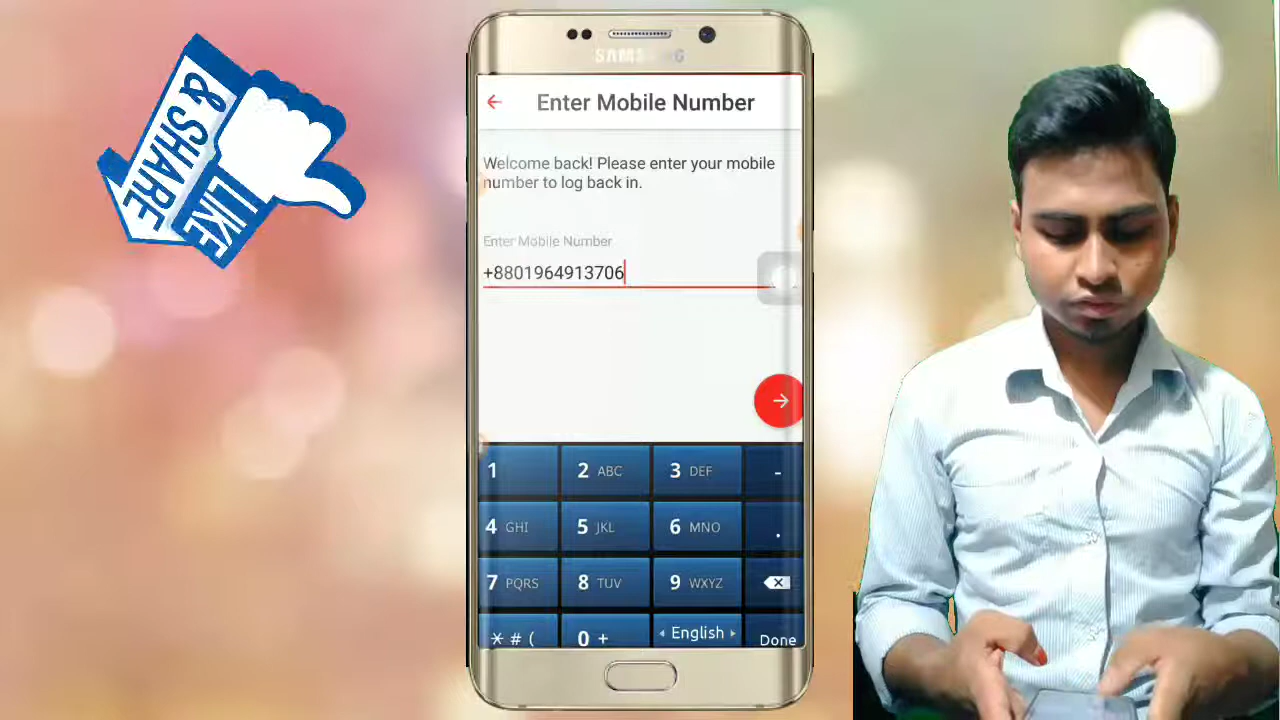 & SHARE
LIKE
SAMSUNG
Enter Mobile Number
Welcome back! Please enter your mobile
number to log back in.
Enter Mobile Number
+8801964913706
1
2 ABC
3 DEF
-
4 GHI
5 JKL
6 MNO
.
7 PQRS
8 TUV
9 WXYZ
* # (
0 +
English
Done